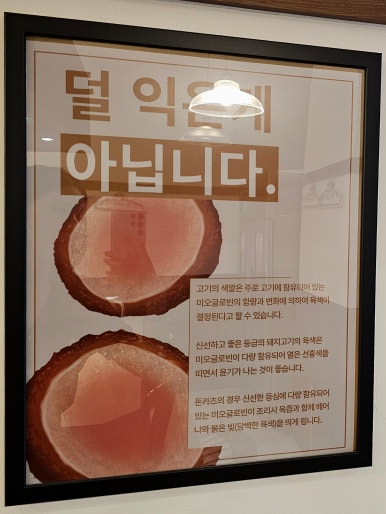 덜 익은게
아닙니다.
고기의 색깔은 주로 고기에 함유되어 있는
미오글로빈의 함량과 변화에 의하여 육색이
결정된다고 할 수 있습니다.
신선하고 좋은 등급의 돼지고기의 육색은
미오글로빈이 다량 함유되어 옅은 선홍색을
띠면서 윤기가 나는 것이 좋습니다.
돈카츠의 경우 신선한 등심에 다량 함유되어
있는 미오글로빈이 조리시 육즙과 함께 배어
나와 붉은 빛(담백한 육색)을 띄게 됩니다.